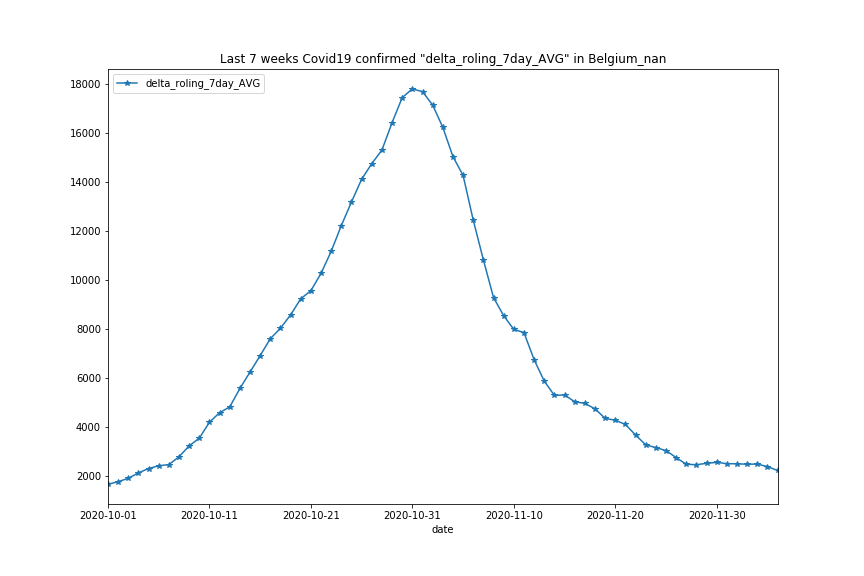 Last 7 weeks Covid19 confirmed "delta_roling_7day_AVG" in Belgium_nan
delta_roling_7day_AVG
18000
16000
14000
12000
10000
8000
6000
4000
2000
2020-10-01 2020-10-11 2020-10-21 2020-10-31 2020-11-10 2020-11-20 2020-11-30
date